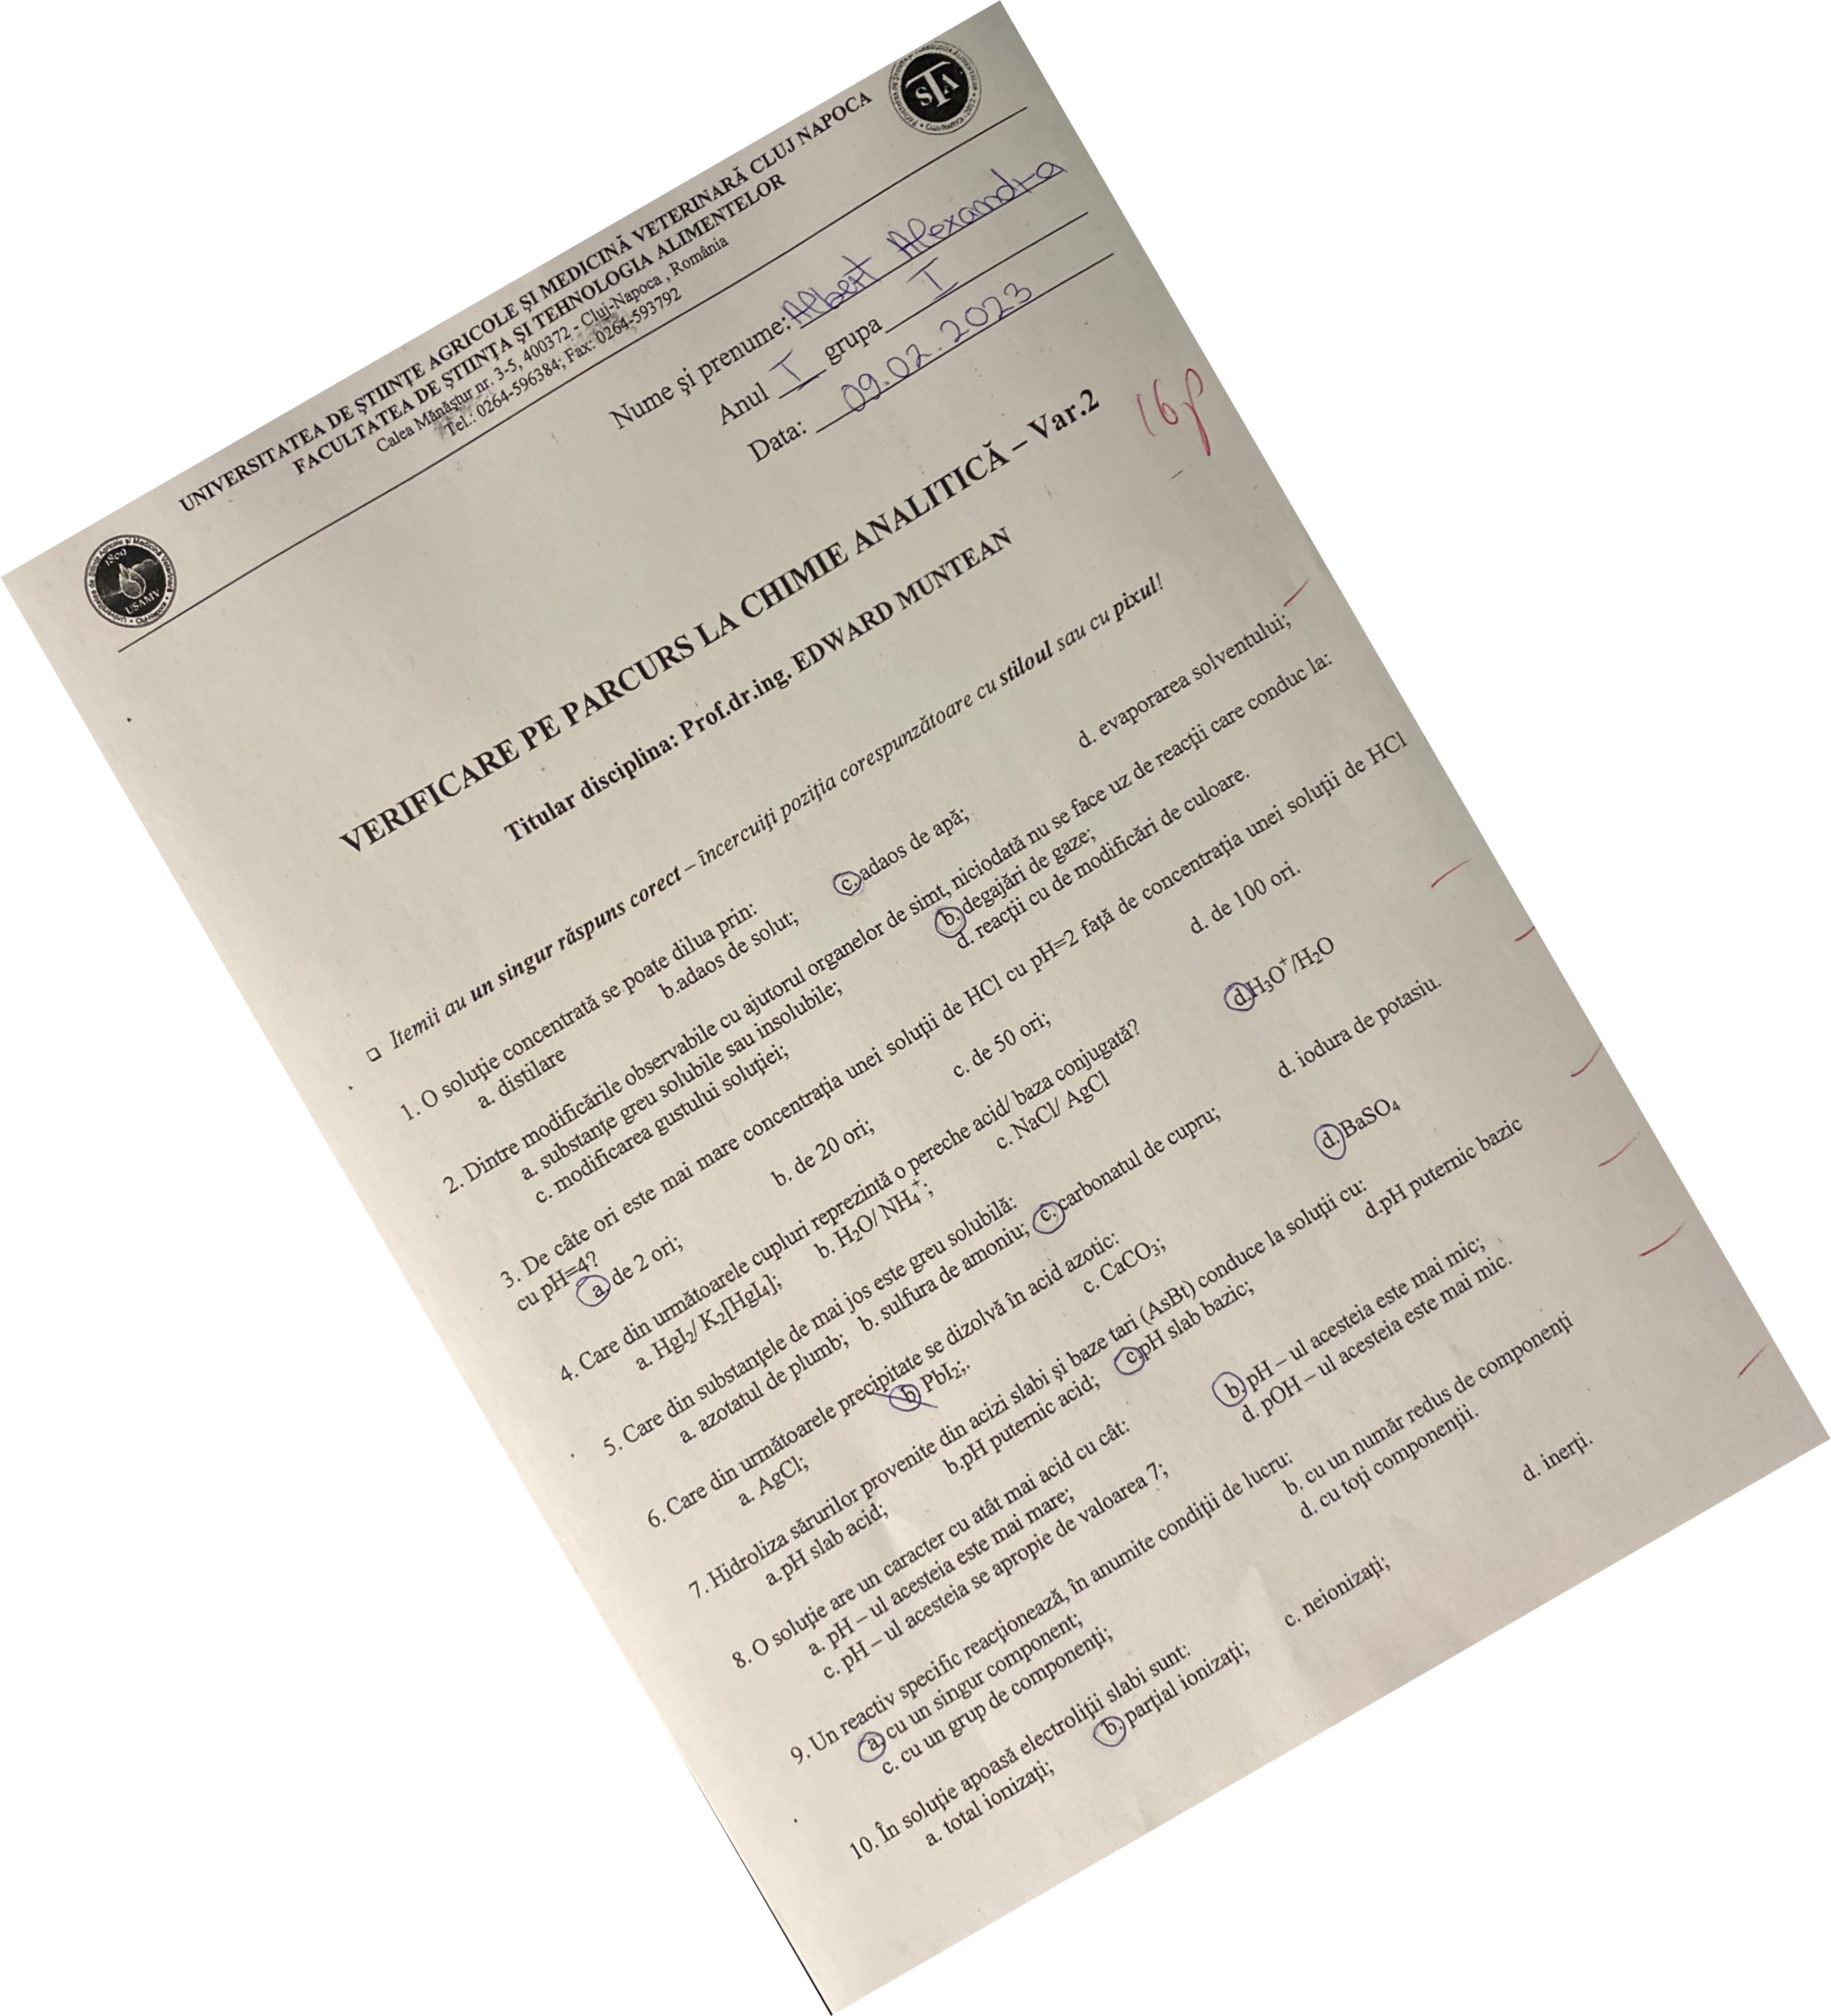 UNIVERSITATEA DE ŞTIINŢE AGRICOLE ŞI MEDICINĂ VETERINARĂ CLUJ NAPOCA
FACULTATEA DE ŞTIINŢA ŞI TEHNOLOGIA ALIMENTELOR
Calea Mănăştur nr. 3-5, 400372 - Cluj-Napoca , România
Tel.: 0264-596384; Fax: 0264-593792
STA
1869
USAMV
Nume şi prenume: Albert Alexandra
Anul I grupa I
Data: 09.02.2023
16p
VERIFICARE PE PARCURS LA CHIMIE ANALITICĂ – Var.2
Titular disciplina: Prof.dr.ing. EDWARD MUNTEAN
❑ Itemii au un singur răspuns corect – încercuiţi poziţia corespunzătoare cu stiloul sau cu pixul!
1. O soluţie concentrată se poate dilua prin:
a. distilare b.adaos de solut; c. adaos de apă; d. evaporarea solventului;
2. Dintre modificările observabile cu ajutorul organelor de simt, niciodată nu se face uz de reacţii care conduc la:
a. substanţe greu solubile sau insolubile; b. degajări de gaze;
c. modificarea gustului soluţiei; d. reacţii cu de modificări de culoare.
3. De câte ori este mai mare concentraţia unei soluţii de HCl cu pH=2 faţă de concentraţia unei soluţii de HCl
cu pH=4?
a. de 2 ori; b. de 20 ori; c. de 50 ori; d. de 100 ori.
4. Care din următoarele cupluri reprezintă o pereche acid/ baza conjugată?
a. HgI₂/ K₂[HgI₄]; b. H₂O/ NH₄⁺; c. NaCl/ AgCl d.H₃O⁺/H₂O
5. Care din substanţele de mai jos este greu solubilă:
a. azotatul de plumb; b. sulfura de amoniu; c. carbonatul de cupru; d. iodura de potasiu.
6. Care din următoarele precipitate se dizolvă în acid azotic:
a. AgCl; b. PbI₂;. c. CaCO₃; d. BaSO₄
7. Hidroliza sărurilor provenite din acizi slabi şi baze tari (AsBt) conduce la soluţii cu:
a.pH slab acid; b.pH puternic acid; c.pH slab bazic; d.pH puternic bazic
8. O soluţie are un caracter cu atât mai acid cu cât:
a. pH – ul acesteia este mai mare; b. pH – ul acesteia este mai mic;
c. pH – ul acesteia se apropie de valoarea 7; d. pOH – ul acesteia este mai mic.
9. Un reactiv specific reacţionează, în anumite condiţii de lucru:
a. cu un singur component; b. cu un număr redus de componenţi
c. cu un grup de componenţi; d. cu toţi componenţii.
10. În soluţie apoasă electroliţii slabi sunt:
a. total ionizaţi; b. parţial ionizaţi; c. neionizaţi; d. inerţi.